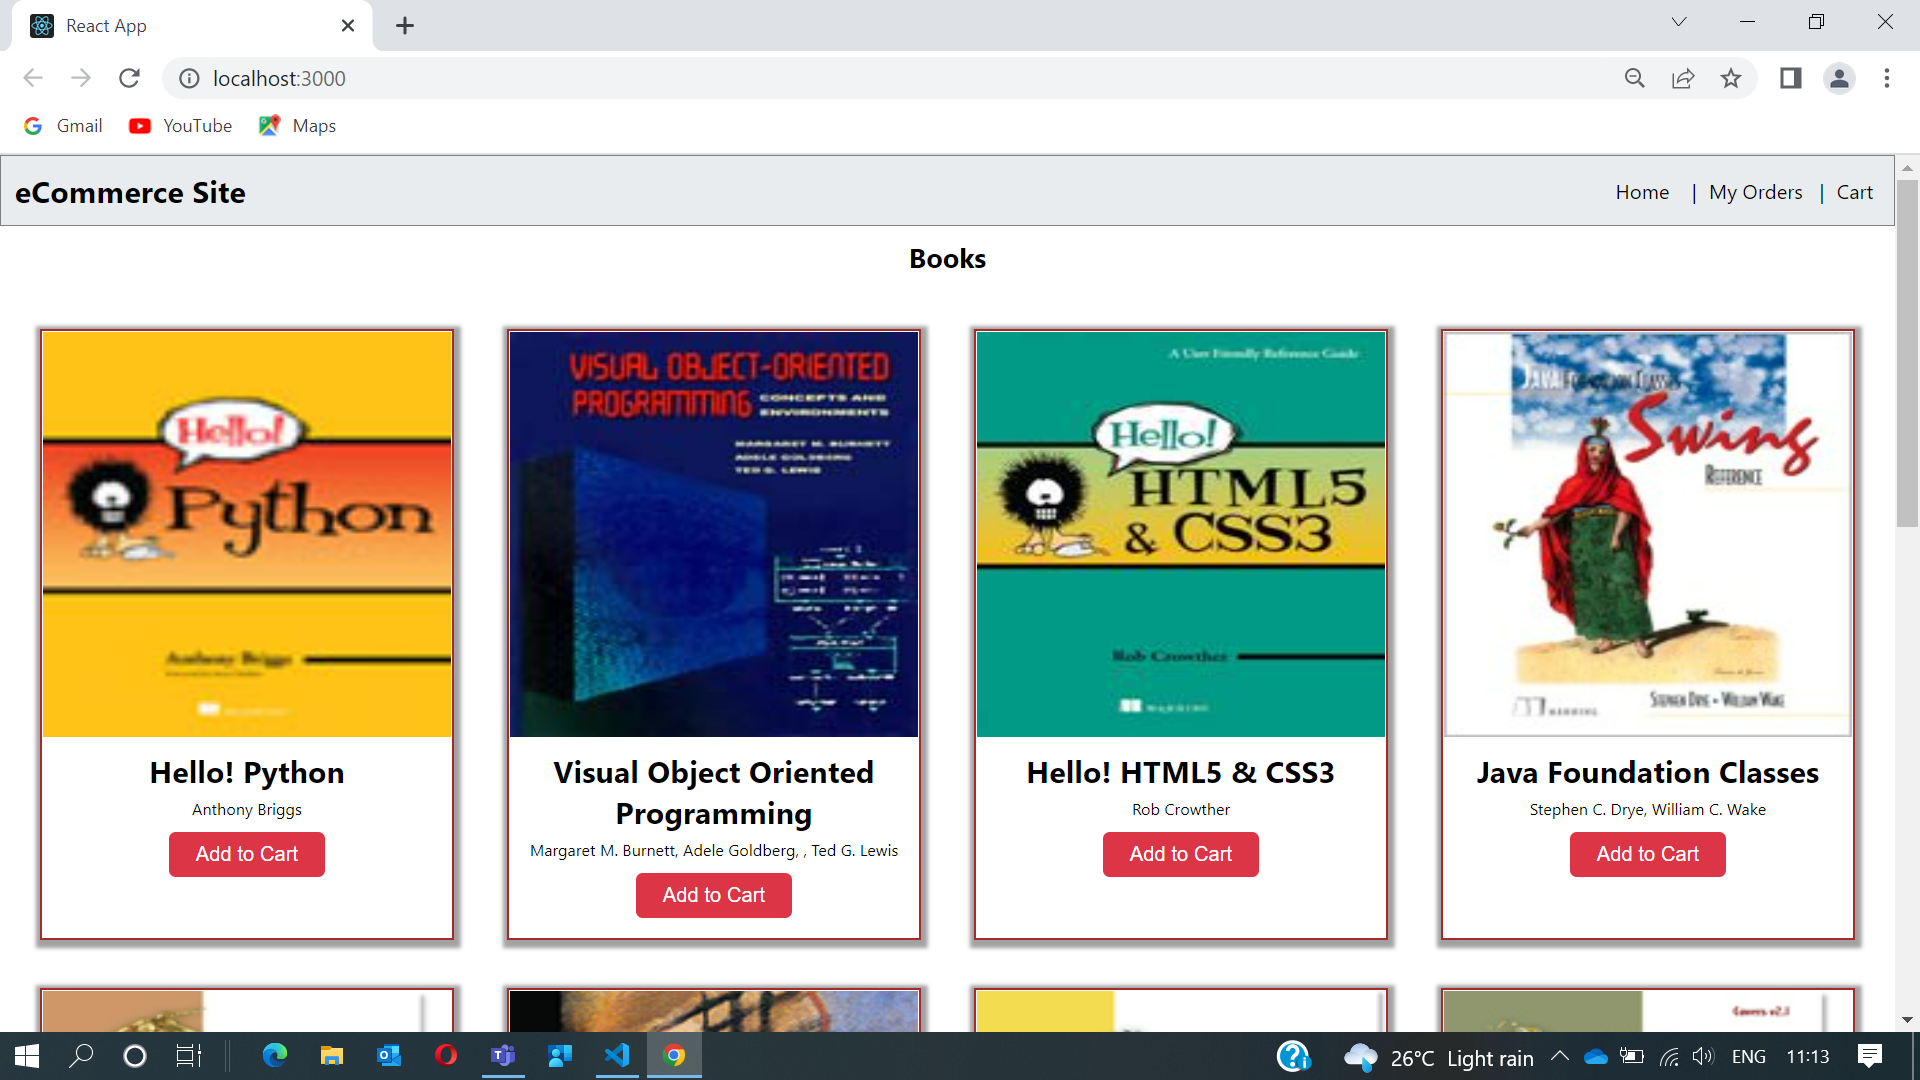 React App
localhost:3000
Gmail
YouTube
Maps
eCommerce Site
Home | My Orders | Cart
Books
Hello!
Python
Anthony Briggs
VISUAL OBJECT-ORIENTED
PROGRAMMING CONCEPTS AND
ENVIRONMENTS
MARGARET M. BURNETT
ADELE GOLDBERG
TED G. LEWIS
A User Friendly Reference Guide
Hello!
HTML5
& CSS3
Rob Crowther
JAVA FOUNDATION CLASSES
Swing
REFERENCE
STEPHEN DRYE • WILLIAM WAKE
MANNING
Hello! Python
Anthony Briggs
Add to Cart
Visual Object Oriented
Programming
Margaret M. Burnett, Adele Goldberg, , Ted G. Lewis
Add to Cart
Hello! HTML5 & CSS3
Rob Crowther
Add to Cart
Java Foundation Classes
Stephen C. Drye, William C. Wake
Add to Cart
Covers v2.1
26°C Light rain
ENG
11:13